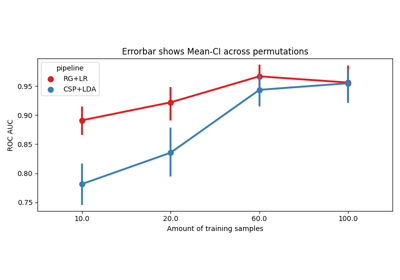 Errorbar shows Mean-CI across permutations
pipeline
RG+LR
CSP+LDA
ROC AUC
0.95
0.90
0.85
0.80
0.75
10.0 20.0 60.0 100.0
Amount of training samples